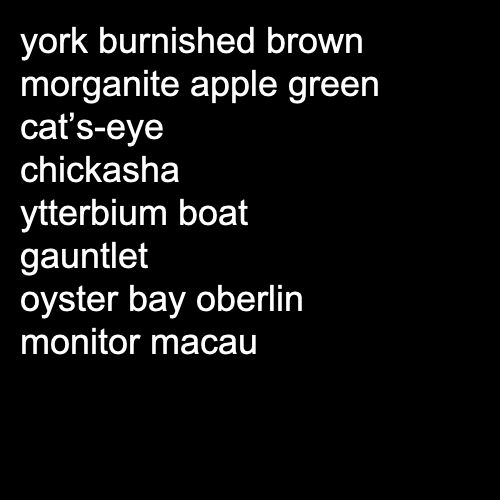 york burnished brown
morganite apple green
cat’s-eye
chickasha
ytterbium boat
gauntlet
oyster bay oberlin
monitor macau